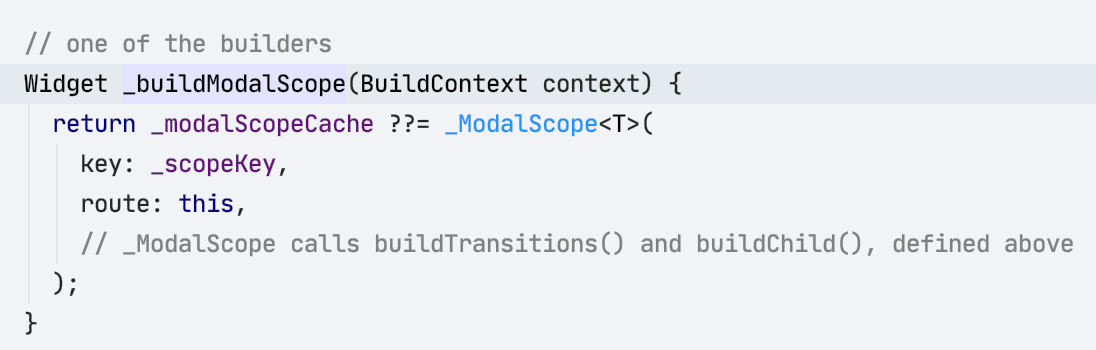 // one of the builders
Widget _buildModalScope(BuildContext context) {
  return _modalScopeCache ??= _ModalScope<T>(
    key: _scopeKey,
    route: this,
    // _ModalScope calls buildTransitions() and buildChild(), defined above
  );
}